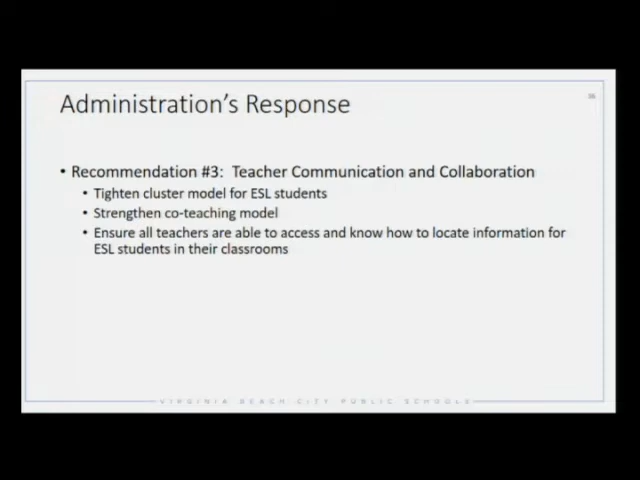 Administration's Response
• Recommendation #3: Teacher Communication and Collaboration
• Tighten cluster model for ESL students
• Strengthen co-teaching model
• Ensure all teachers are able to access and know how to locate information for
ESL students in their classrooms
VIRGINIA BEACH CITY PUBLIC SCHOOLS